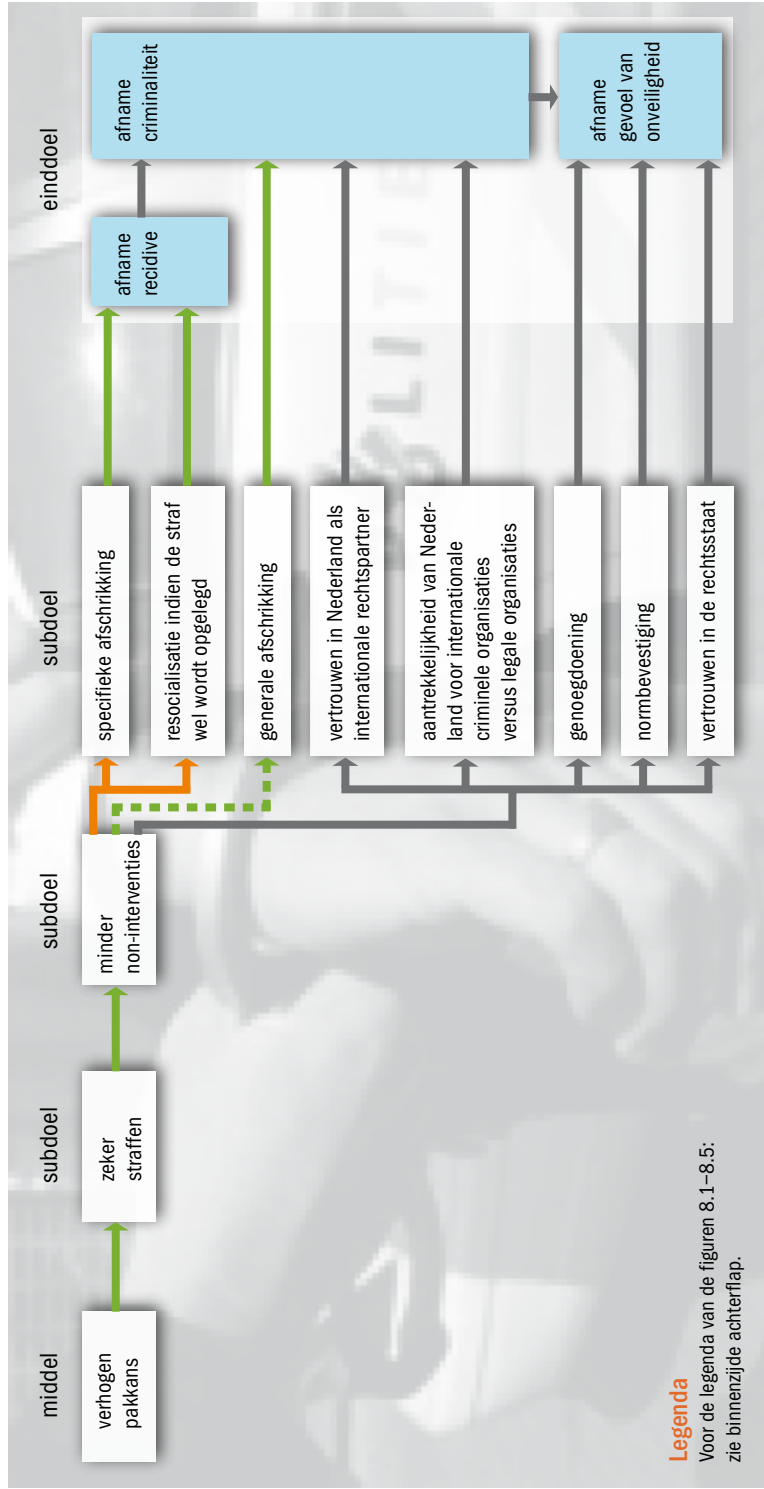 middel
subdoel
subdoel
subdoel
einddoel
verhogen
pakkans
zeker
straffen
minder
non-interventies
specifieke afschrikking
resocialisatie indien de straf
wel wordt opgelegd
generale afschrikking
vertrouwen in Nederland als
internationale rechtspartner
aantrekkelijkheid van Neder-
land voor internationale
criminele organisaties
versus legale organisaties
genoegdoening
normbevestiging
vertrouwen in de rechtsstaat
afname
recidive
afname
criminaliteit
afname
gevoel van
onveiligheid
LITIE
Legenda
Voor de legenda van de figuren 8.1–8.5:
zie binnenzijde achterflap.